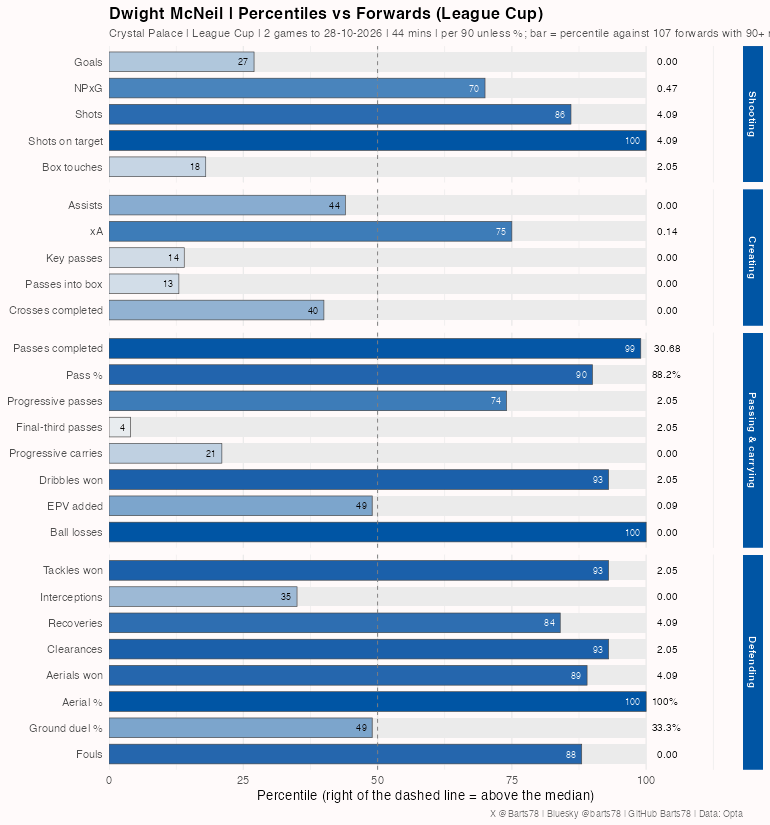 Dwight McNeil | Percentiles vs Forwards (League Cup)
Crystal Palace | League Cup | 2 games to 28-10-2026 | 44 mins | per 90 unless %; bar = percentile against 107 forwards with 90+
Goals 27 0.00
NPxG 70 0.47
Shots 86 4.09
Shots on target 100 4.09
Box touches 18 2.05
Shooting
Assists 44 0.00
xA 75 0.14
Key passes 14 0.00
Passes into box 13 0.00
Crosses completed 40 0.00
Creating
Passes completed 99 30.68
Pass % 90 88.2%
Progressive passes 74 2.05
Final-third passes 4 2.05
Progressive carries 21 0.00
Dribbles won 93 2.05
EPV added 49 0.09
Ball losses 100 0.00
Passing & carrying
Tackles won 93 2.05
Interceptions 35 0.00
Recoveries 84 4.09
Clearances 93 2.05
Aerials won 89 4.09
Aerial % 100 100%
Ground duel % 49 33.3%
Fouls 88 0.00
Defending
0 25 50 75 100
Percentile (right of the dashed line = above the median)
X @Barts78 | Bluesky @barts78 | GitHub Barts78 | Data: Opta